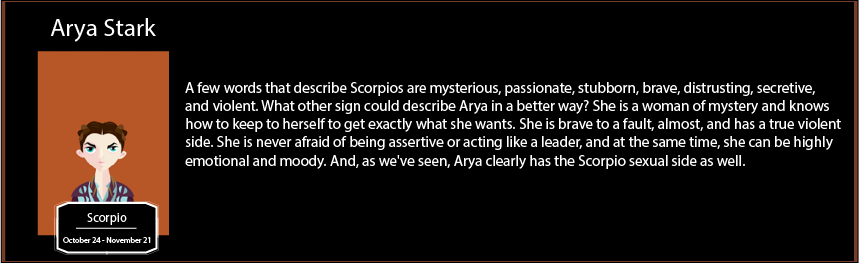 Arya Stark
A few words that describe Scorpios are mysterious, passionate, stubborn, brave, distrusting, secretive,
and violent. What other sign could describe Arya in a better way? She is a woman of mystery and knows
how to keep to herself to get exactly what she wants. She is brave to a fault, almost, and has a true violent
side. She is never afraid of being assertive or acting like a leader, and at the same time, she can be highly
emotional and moody. And, as we've seen, Arya clearly has the Scorpio sexual side as well.
Scorpio
October 24 - November 21